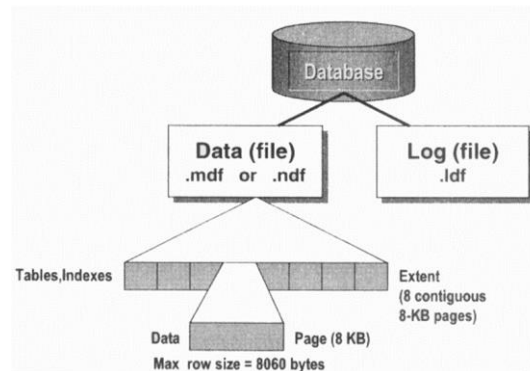 Database
Data (file)
.mdf or .ndf
Log (file)
.ldf
Tables,Indexes
Extent
(8 contiguous
8-KB pages)
Data
Page (8 KB)
Max row size = 8060 bytes